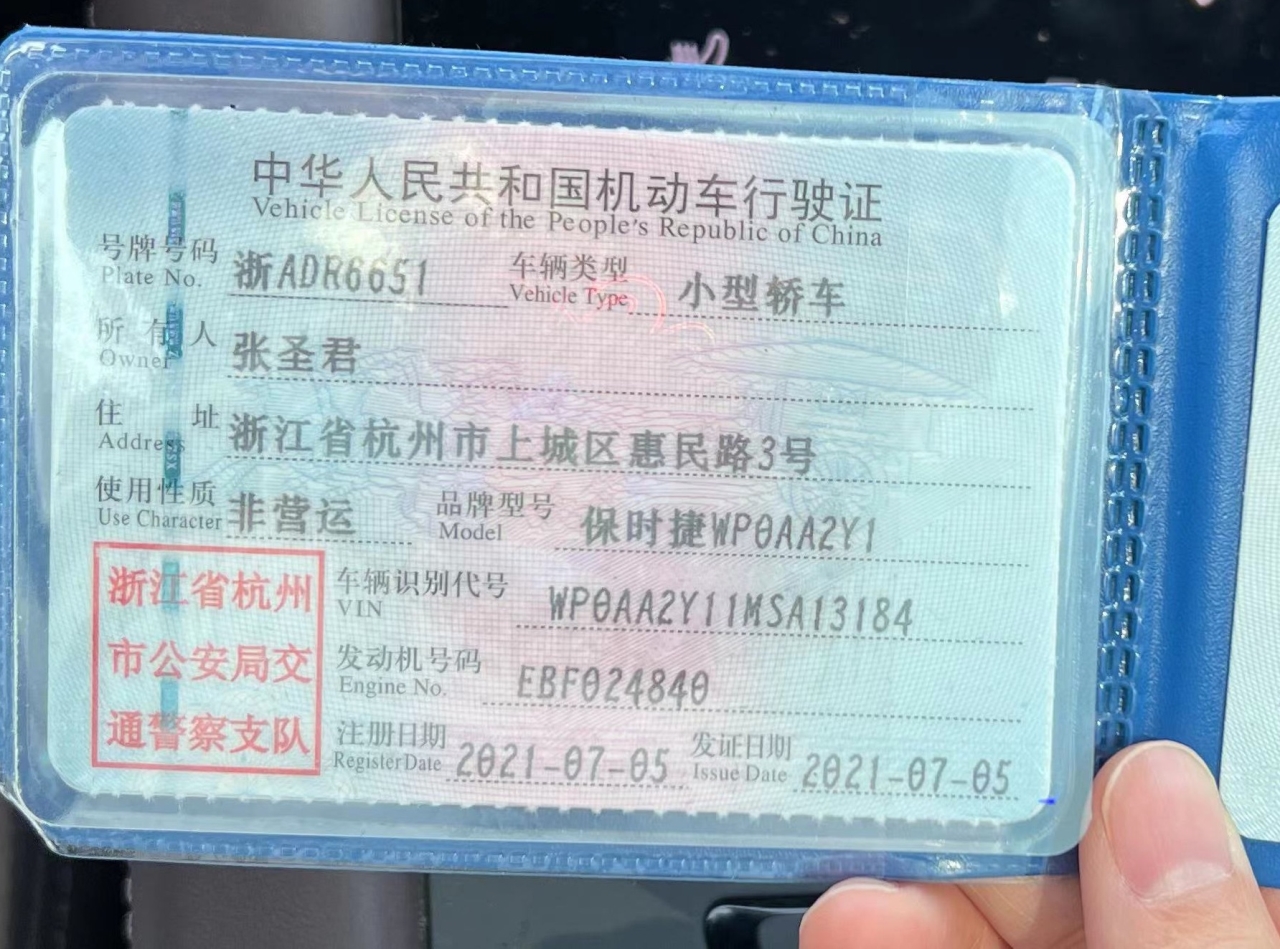 中华人民共和国机动车行驶证
Vehicle License of the People's Republic of China
号牌号码 浙ADR6651 车辆类型 小型轿车
Plate No. Vehicle Type
所有人 张圣君
Owner
住址 浙江省杭州市上城区惠民路3号
Address
使用性质 非营运 品牌型号 保时捷WP0AA2Y1
Use Character Model
浙江省杭州 车辆识别代号 WP0AA2Y11MSA13184
VIN
市公安局交 发动机号码 EBF024840
Engine No.
通警察支队 注册日期 2021-07-05 发证日期 2021-07-05
Register Date Issue Date